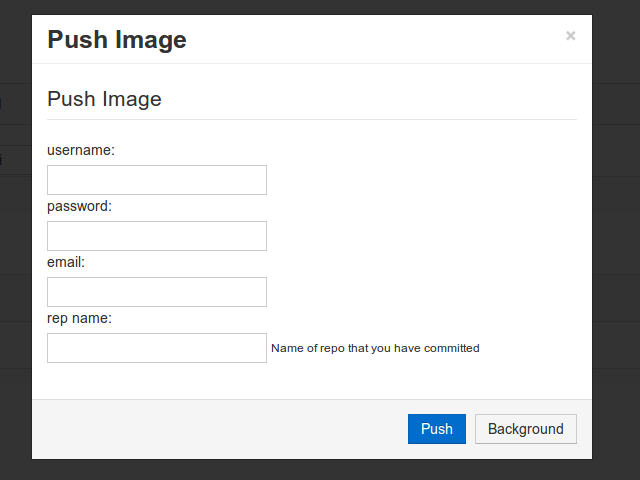 Push Image
×
Push Image
username:
password:
email:
rep name:
Name of repo that you have committed
Push
Background